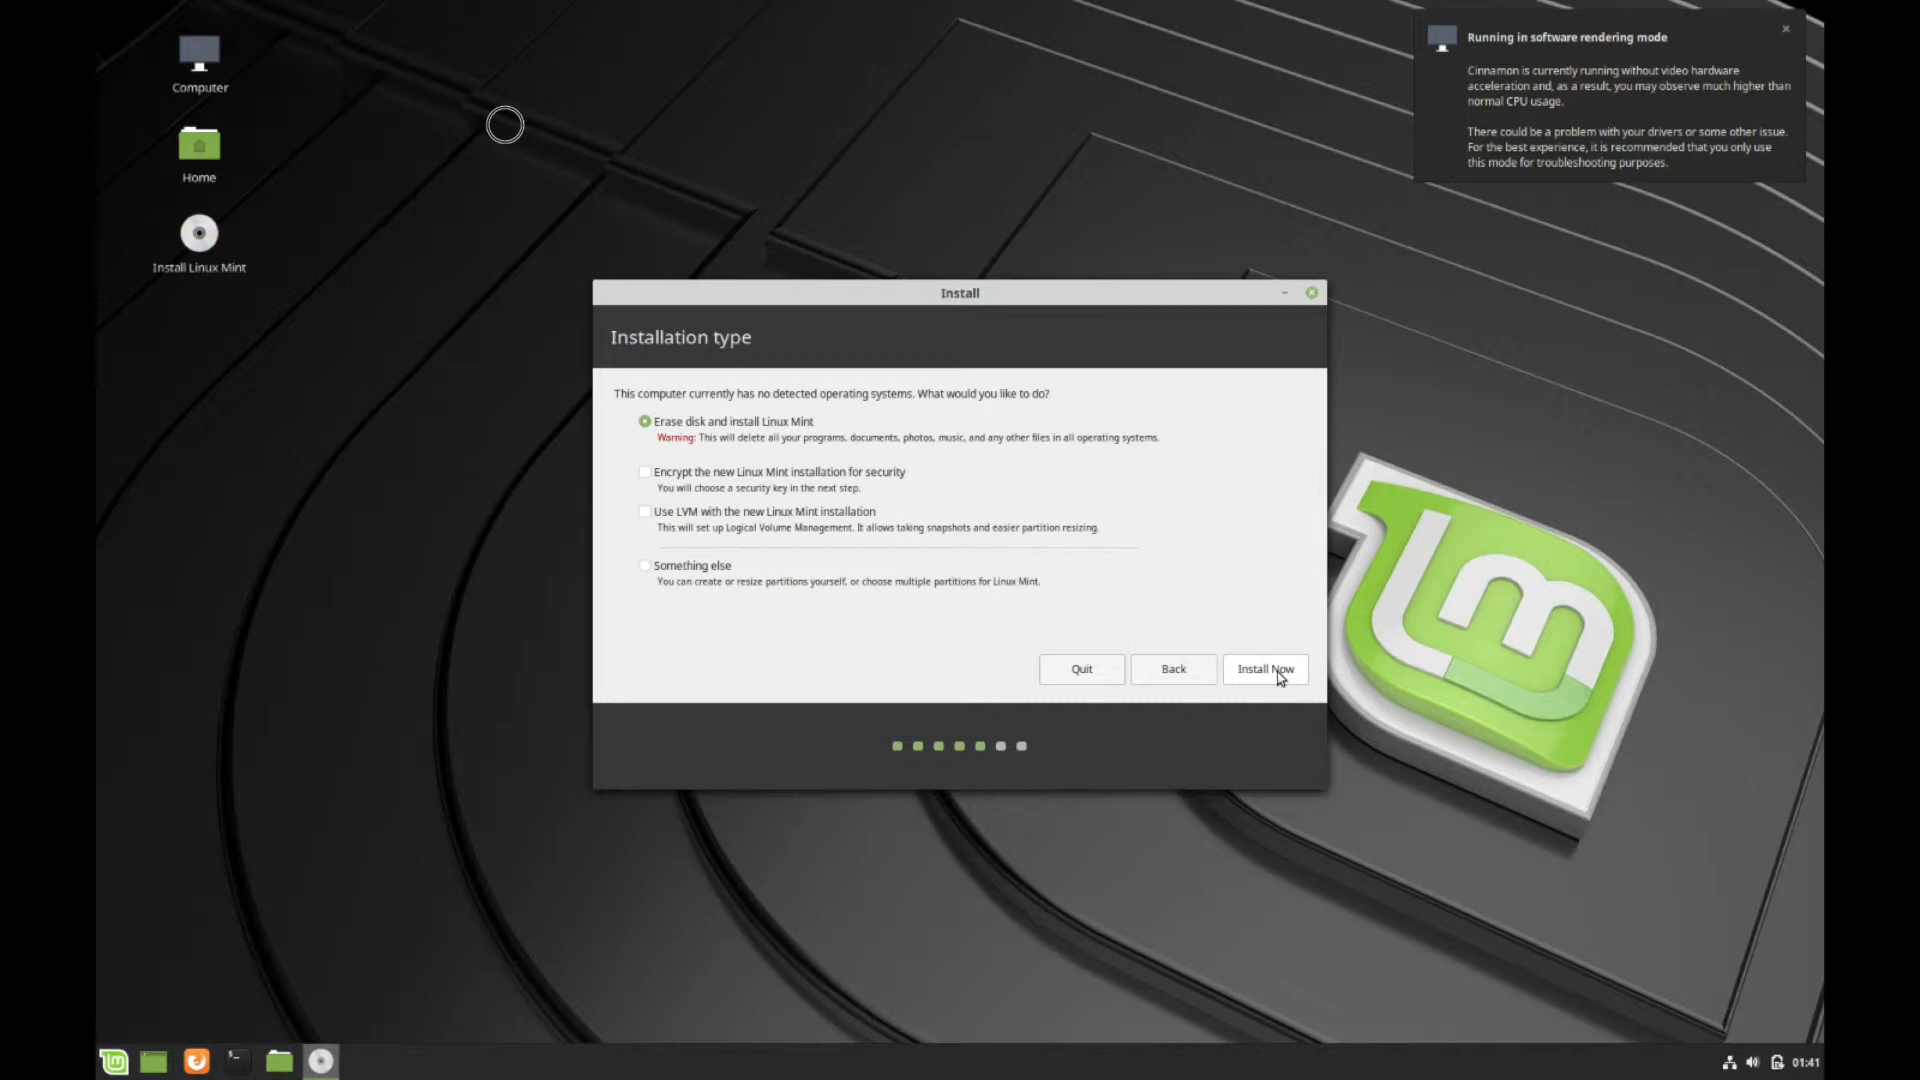 Computer
Home
Install Linux Mint
Running in software rendering mode
Cinnamon is currently running without video hardware
acceleration and, as a result, you may observe much higher than
normal CPU usage.
There could be a problem with your drivers or some other issue.
For the best experience, it is recommended that you only use
this mode for troubleshooting purposes.
Install
Installation type
This computer currently has no detected operating systems. What would you like to do?
Erase disk and install Linux Mint
Warning: This will delete all your programs, documents, photos, music, and any other files in all operating systems.
Encrypt the new Linux Mint installation for security
You will choose a security key in the next step.
Use LVM with the new Linux Mint installation
This will set up Logical Volume Management. It allows taking snapshots and easier partition resizing.
Something else
You can create or resize partitions yourself, or choose multiple partitions for Linux Mint.
Quit
Back
Install Now
lm
01:41